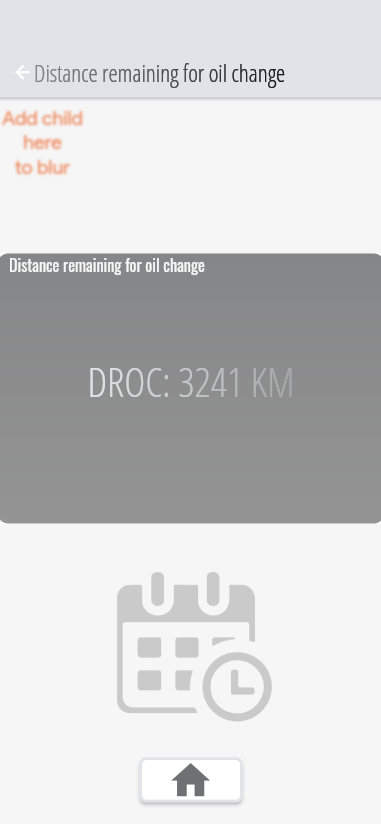 Distance remaining for oil change
Add child
here
to blur
Distance remaining for oil change
DROC: 3241 KM